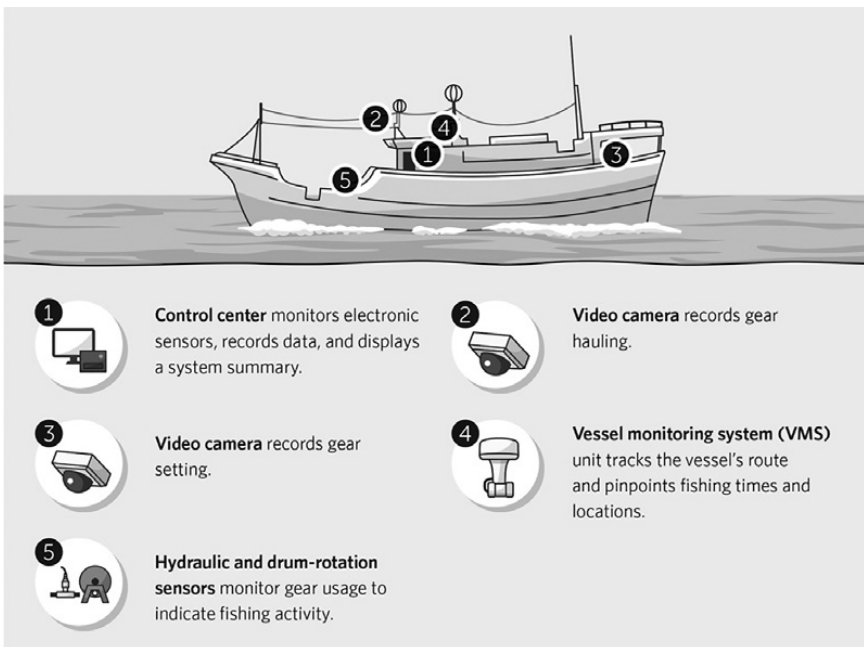 2
4
1
3
5
1
Control center monitors electronic
sensors, records data, and displays
a system summary.
2
Video camera records gear
hauling.
3
Video camera records gear
setting.
4
Vessel monitoring system (VMS)
unit tracks the vessel's route
and pinpoints fishing times and
locations.
5
Hydraulic and drum-rotation
sensors monitor gear usage to
indicate fishing activity.